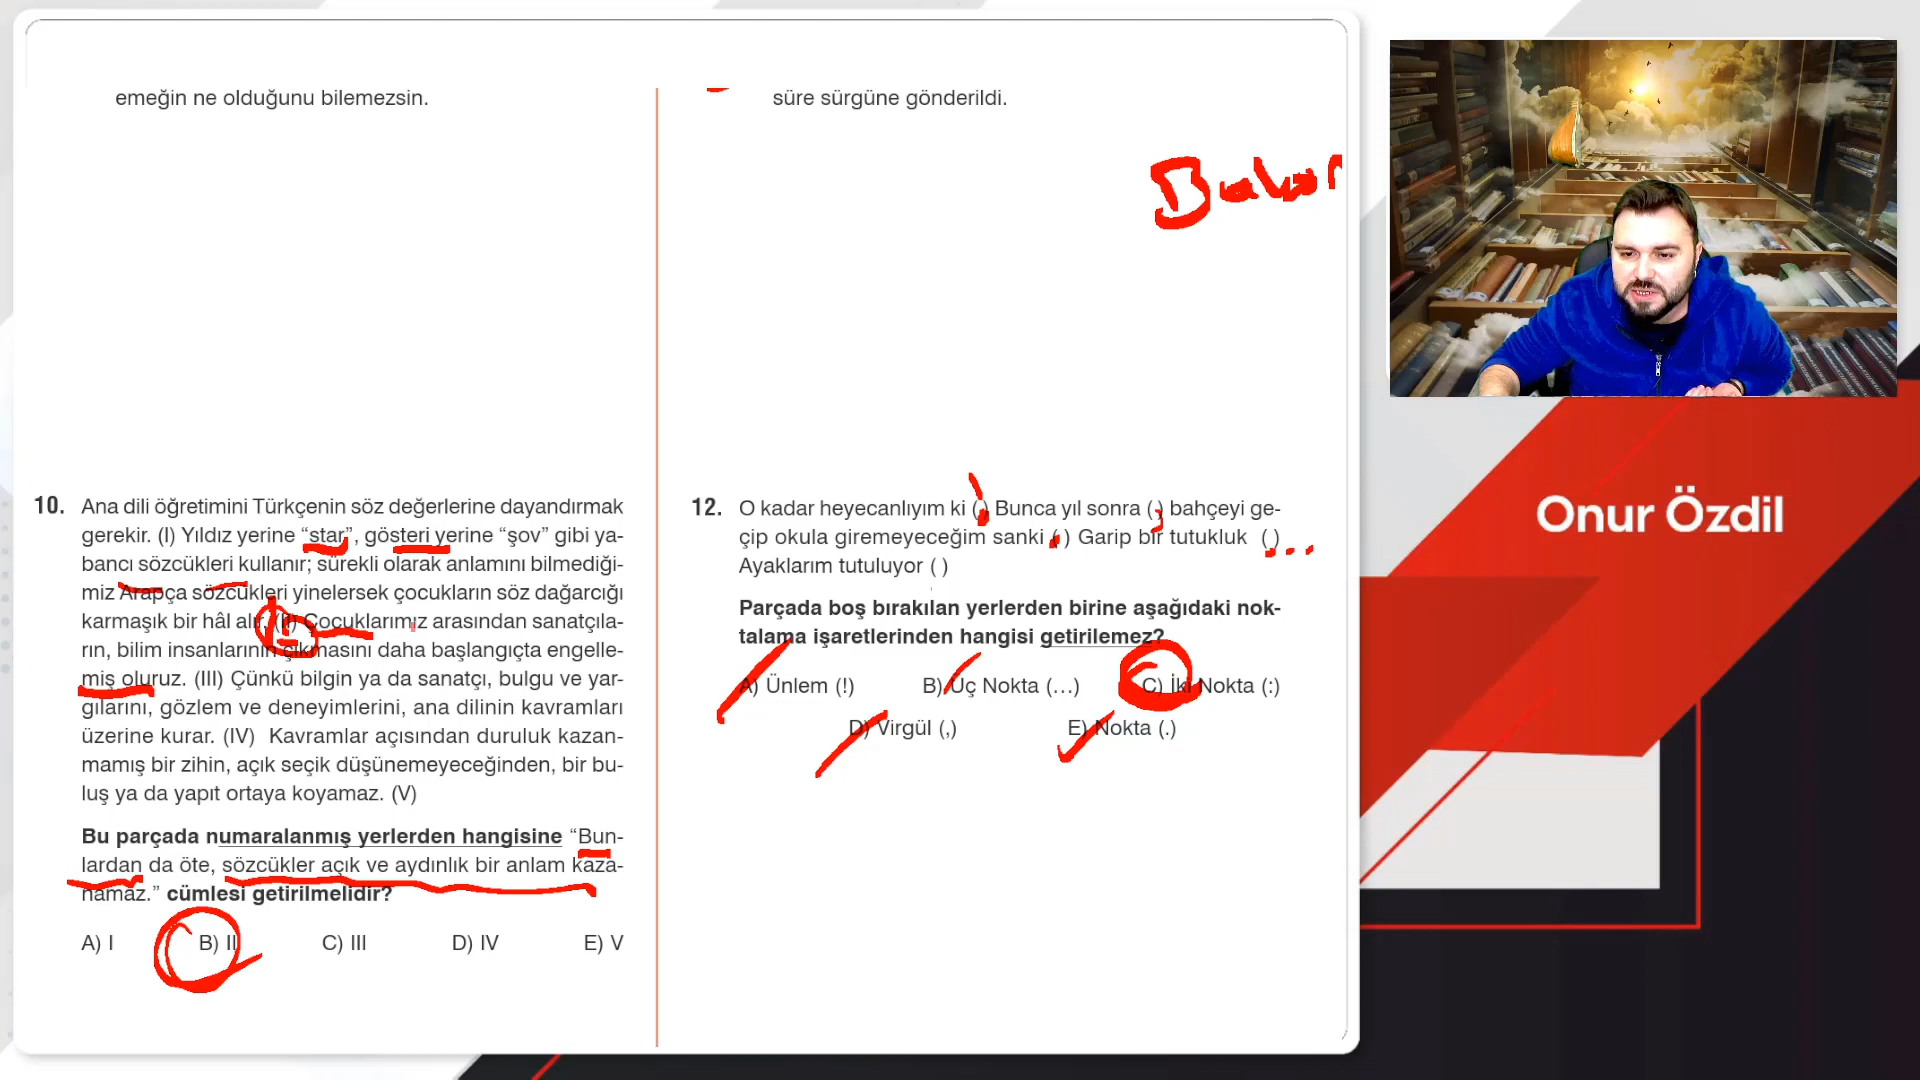 emeğin ne olduğunu bilemezsin.
10. Ana dili öğretimini Türkçenin söz değerlerine dayandırmak
gerekir. (I) Yıldız yerine “star”, gösteri yerine “şov” gibi ya-
bancı sözcükleri kullanır; sürekli olarak anlamını bilmediği-
miz Arapça sözcükleri yinelersek çocukların söz dağarcığı
karmaşık bir hâl alır. (II) Çocuklarımız arasından sanatçıla-
rın, bilim insanlarının çıkmasını daha başlangıçta engelle-
miş oluruz. (III) Çünkü bilgin ya da sanatçı, bulgu ve yar-
gılarını, gözlem ve deneyimlerini, ana dilinin kavramları
üzerine kurar. (IV) Kavramlar açısından duruluk kazan-
mamış bir zihin, açık seçik düşünemeyeceğinden, bir bu-
luş ya da yapıt ortaya koyamaz. (V)
Bu parçada numaralanmış yerlerden hangisine “Bun-
lardan da öte, sözcükler açık ve aydınlık bir anlam kaza-
namaz.” cümlesi getirilmelidir?
A) I B) II C) III D) IV E) V
süre sürgüne gönderildi.
12. O kadar heyecanlıyım ki ( ) Bunca yıl sonra ( ) bahçeyi ge-
çip okula giremeyeceğim sanki ( ) Garip bir tutukluk ( )
Ayaklarım tutuluyor ( )
Parçada boş bırakılan yerlerden birine aşağıdaki nok-
talama işaretlerinden hangisi getirilemez?
A) Ünlem (!) B) Üç Nokta (…) C) İki Nokta (:)
D) Virgül (,) E) Nokta (.)
Onur Özdil